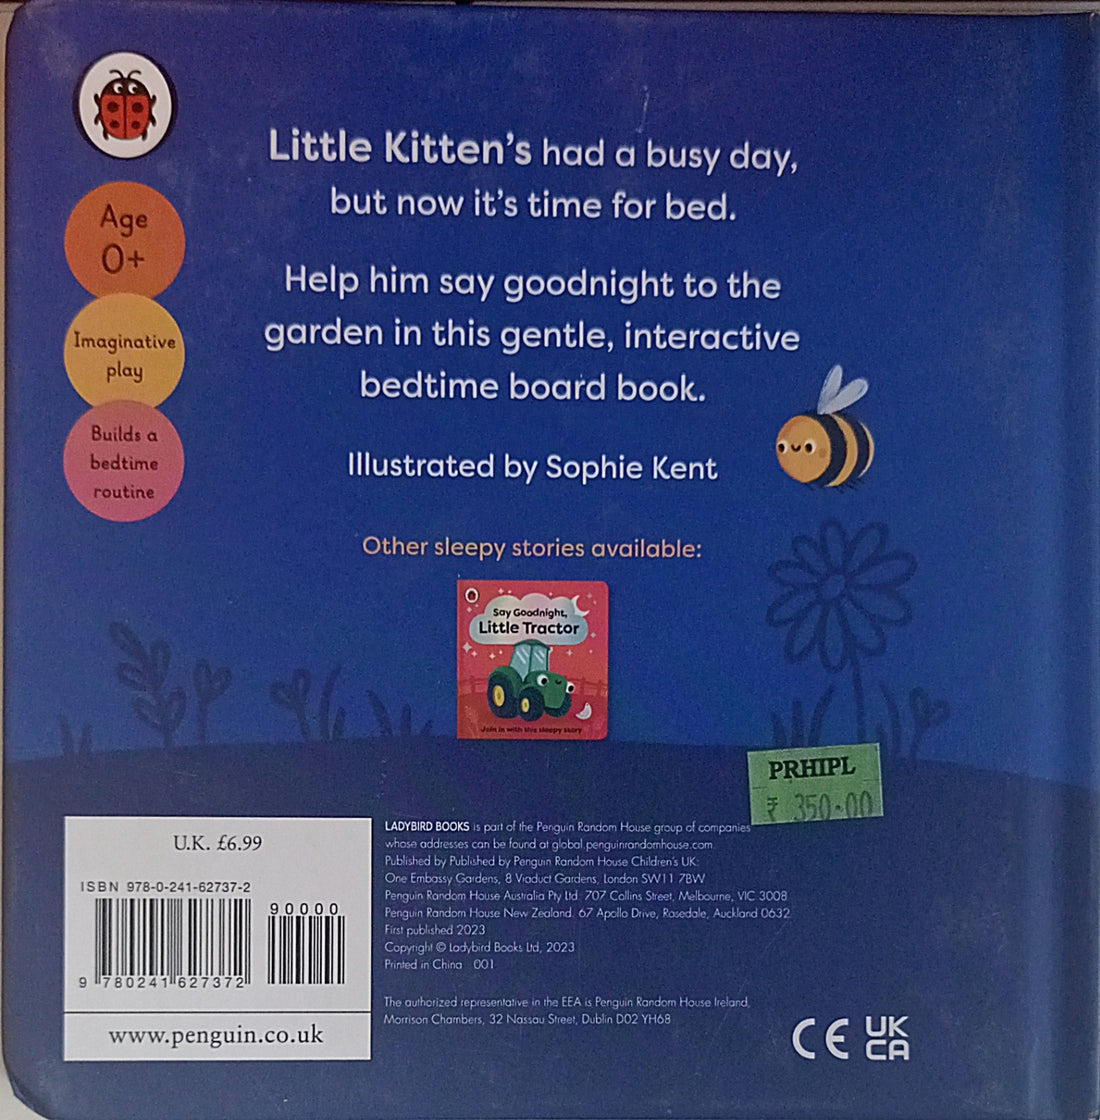 Little Kitten's had a busy day,
but now it's time for bed.
Help him say goodnight to the
garden in this gentle, interactive
bedtime board book.
Illustrated by Sophie Kent
Age
0+
Imaginative
play
Builds a
bedtime
routine
Other sleepy stories available:
Say Goodnight,
Little Tractor
Join in with this sleepy story
PRHIPL
₹ 350.00
U.K. £6.99
ISBN 978-0-241-62737-2
90000
9 780241 627372
www.penguin.co.uk
LADYBIRD BOOKS is part of the Penguin Random House group of companies
whose addresses can be found at global.penguinrandomhouse.com.
Published by Published by Penguin Random House Children's UK:
One Embassy Gardens, 8 Viaduct Gardens, London SW11 7BW
Penguin Random House Australia Pty Ltd. 707 Collins Street, Melbourne, VIC 3008
Penguin Random House New Zealand. 67 Apollo Drive, Rosedale, Auckland 0632
First published 2023
Copyright © Ladybird Books Ltd, 2023
Printed in China 001
The authorized representative in the EEA is Penguin Random House Ireland,
Morrison Chambers, 32 Nassau Street, Dublin D02 YH68
CE
UK
CA